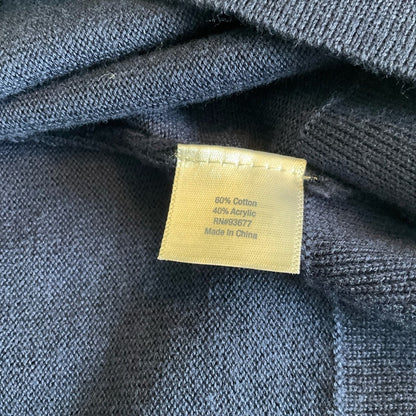 60% Cotton
40% Acrylic
RN#93677
Made In China